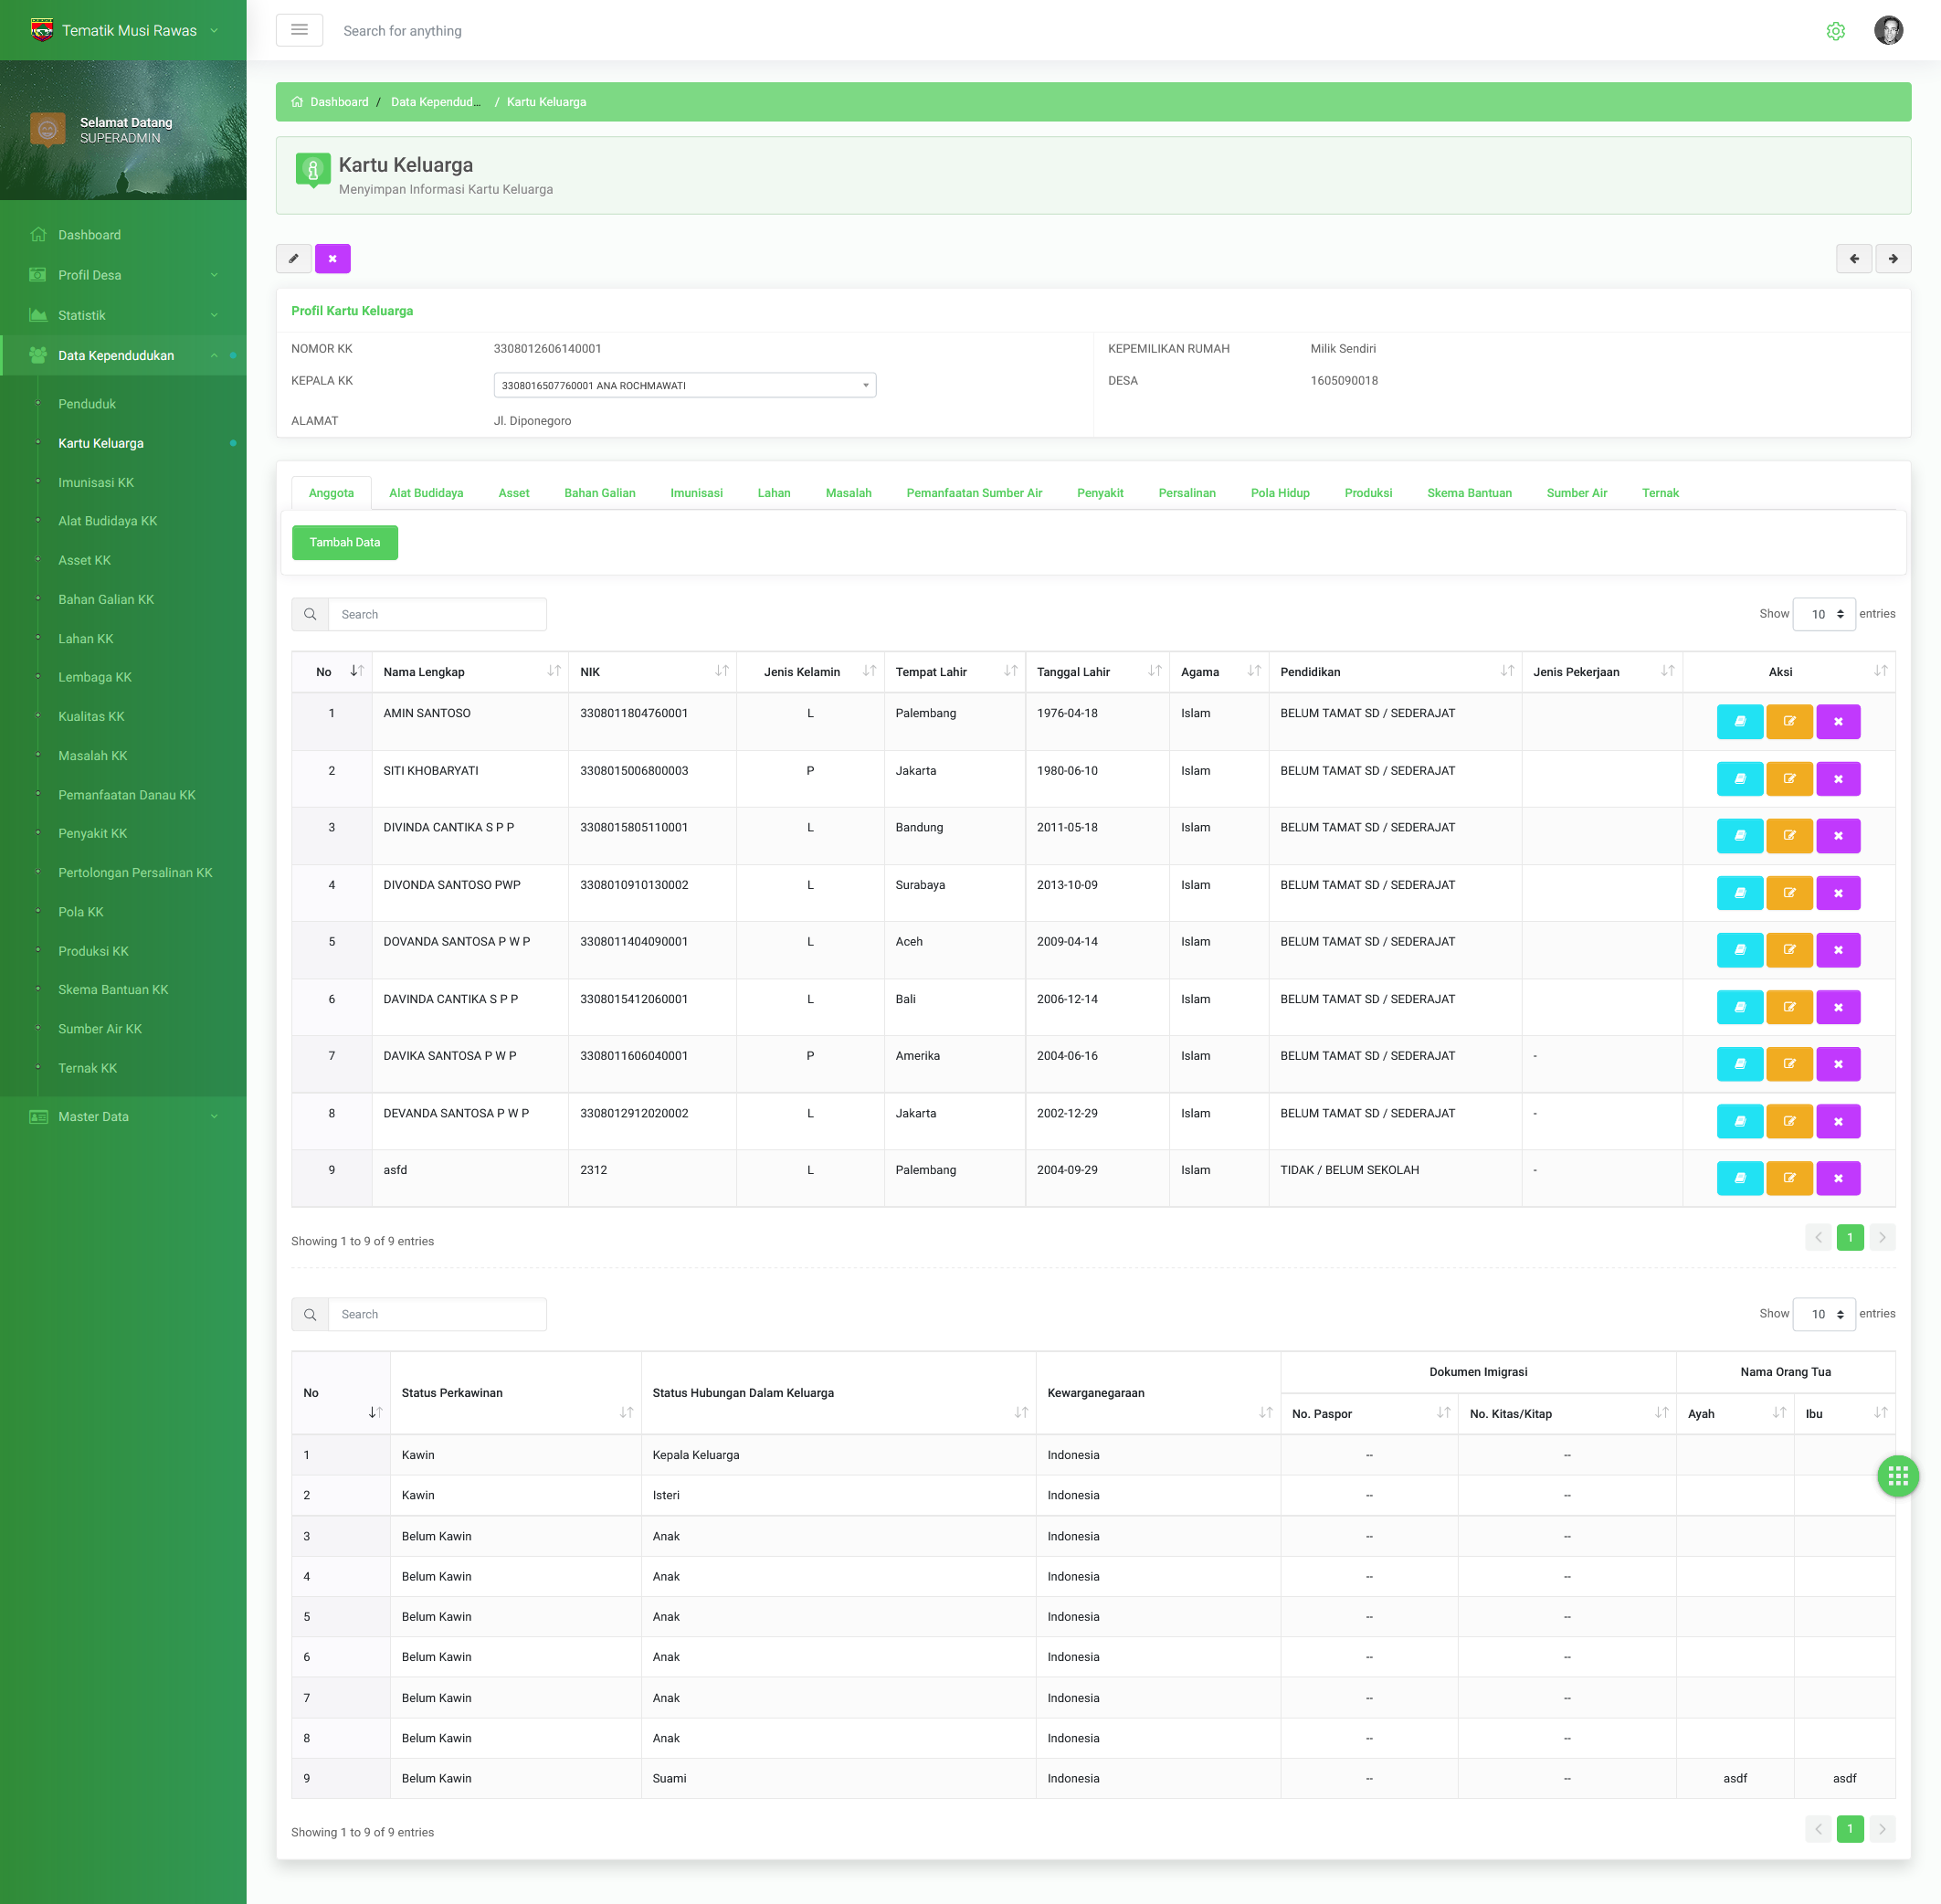 Tematik Musi Rawas
Search for anything
Selamat Datang
SUPERADMIN
Dashboard
Profil Desa
Statistik
Data Kependudukan
Penduduk
Kartu Keluarga
Imunisasi KK
Alat Budidaya KK
Asset KK
Bahan Galian KK
Lahan KK
Lembaga KK
Kualitas KK
Masalah KK
Pemanfaatan Danau KK
Penyakit KK
Pertolongan Persalinan KK
Pola KK
Produksi KK
Skema Bantuan KK
Sumber Air KK
Ternak KK
Master Data
Dashboard / Data Kependud... / Kartu Keluarga
Kartu Keluarga
Menyimpan Informasi Kartu Keluarga
Profil Kartu Keluarga
NOMOR KK 3308012606140001 KEPEMILIKAN RUMAH Milik Sendiri
KEPALA KK 3308016507760001 ANA ROCHMAWATI DESA 1605090018
ALAMAT Jl. Diponegoro
Anggota Alat Budidaya Asset Bahan Galian Imunisasi Lahan Masalah Pemanfaatan Sumber Air Penyakit Persalinan Pola Hidup Produksi Skema Bantuan Sumber Air Ternak
Tambah Data
Search Show 10 entries
No Nama Lengkap NIK Jenis Kelamin Tempat Lahir Tanggal Lahir Agama Pendidikan Jenis Pekerjaan Aksi
1 AMIN SANTOSO 3308011804760001 L Palembang 1976-04-18 Islam BELUM TAMAT SD / SEDERAJAT
2 SITI KHOBARYATI 3308015006800003 P Jakarta 1980-06-10 Islam BELUM TAMAT SD / SEDERAJAT
3 DIVINDA CANTIKA S P P 3308015805110001 L Bandung 2011-05-18 Islam BELUM TAMAT SD / SEDERAJAT
4 DIVONDA SANTOSO PWP 3308010910130002 L Surabaya 2013-10-09 Islam BELUM TAMAT SD / SEDERAJAT
5 DOVANDA SANTOSA P W P 3308011404090001 L Aceh 2009-04-14 Islam BELUM TAMAT SD / SEDERAJAT
6 DAVINDA CANTIKA S P P 3308015412060001 L Bali 2006-12-14 Islam BELUM TAMAT SD / SEDERAJAT
7 DAVIKA SANTOSA P W P 3308011606040001 P Amerika 2004-06-16 Islam BELUM TAMAT SD / SEDERAJAT -
8 DEVANDA SANTOSA P W P 3308012912020002 L Jakarta 2002-12-29 Islam BELUM TAMAT SD / SEDERAJAT -
9 asfd 2312 L Palembang 2004-09-29 Islam TIDAK / BELUM SEKOLAH -
Showing 1 to 9 of 9 entries 1
Search Show 10 entries
Dokumen Imigrasi Nama Orang Tua
No Status Perkawinan Status Hubungan Dalam Keluarga Kewarganegaraan No. Paspor No. Kitas/Kitap Ayah Ibu
1 Kawin Kepala Keluarga Indonesia -- --
2 Kawin Isteri Indonesia -- --
3 Belum Kawin Anak Indonesia -- --
4 Belum Kawin Anak Indonesia -- --
5 Belum Kawin Anak Indonesia -- --
6 Belum Kawin Anak Indonesia -- --
7 Belum Kawin Anak Indonesia -- --
8 Belum Kawin Anak Indonesia -- --
9 Belum Kawin Suami Indonesia -- -- asdf asdf
Showing 1 to 9 of 9 entries 1